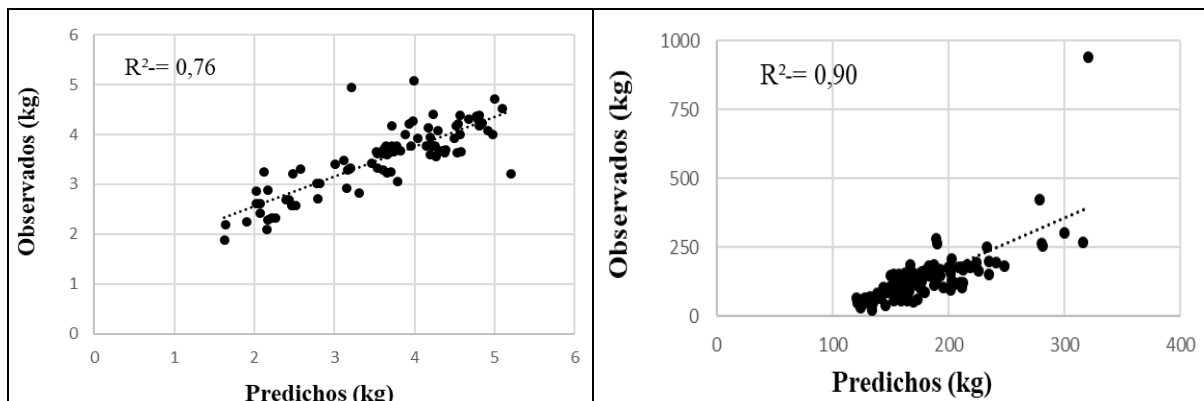 R²-= 0,76
Observados (kg)
6
5
4
3
2
1
0
0 1 2 3 4 5 6
Predichos (kg)
R²-= 0,90
Observados (kg)
1000
750
500
250
0
0 100 200 300 400
Predichos (kg)